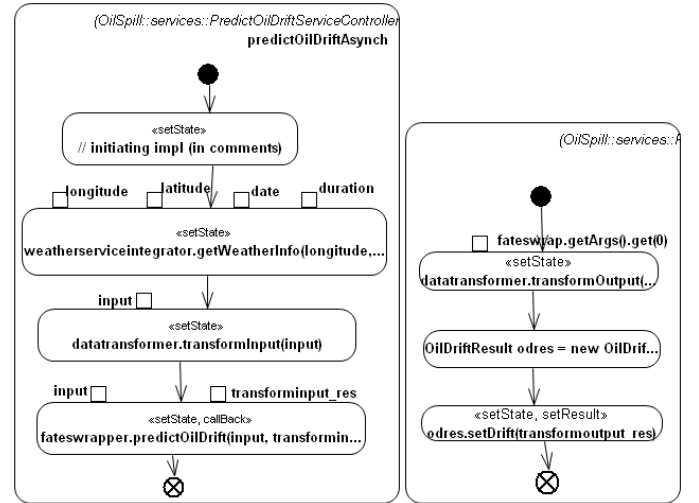 (OilSpill::services::PredictOilDriftServiceController
predictOilDriftAsynch
«setState»
// initiating impl (in comments)
longitude latitude date duration
«setState»
weatherserviceintegrator.getWeatherInfo(longitude,...
input
«setState»
datatransformer.transformInput(input)
input transforminput_res
«setState, callBack»
fateswrapper.predictOilDrift(input, transformin...
(OilSpill::services::P
fateswrap.getArgs().get(0)
«setState»
datatransformer.transformOutput(...
OilDriftResult odres = new OilDrif...
«setState, setResult»
odres.setDrift(transformoutput_res)